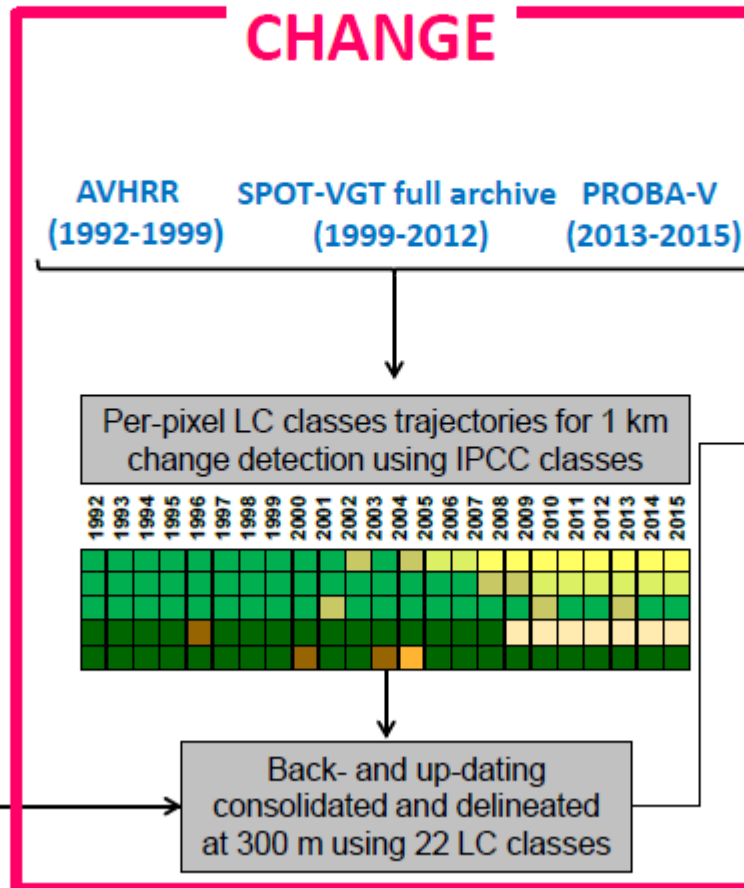 CHANGE
AVHRR
(1992-1999)
SPOT-VGT full archive
(1999-2012)
PROBA-V
(2013-2015)
Per-pixel LC classes trajectories for 1 km
change detection using IPCC classes
1992 1993 1994 1995 1996 1997 1998 1999 2000 2001 2002 2003 2004 2005 2006 2007 2008 2009 2010 2011 2012 2013 2014 2015
Back- and up-dating
consolidated and delineated
at 300 m using 22 LC classes